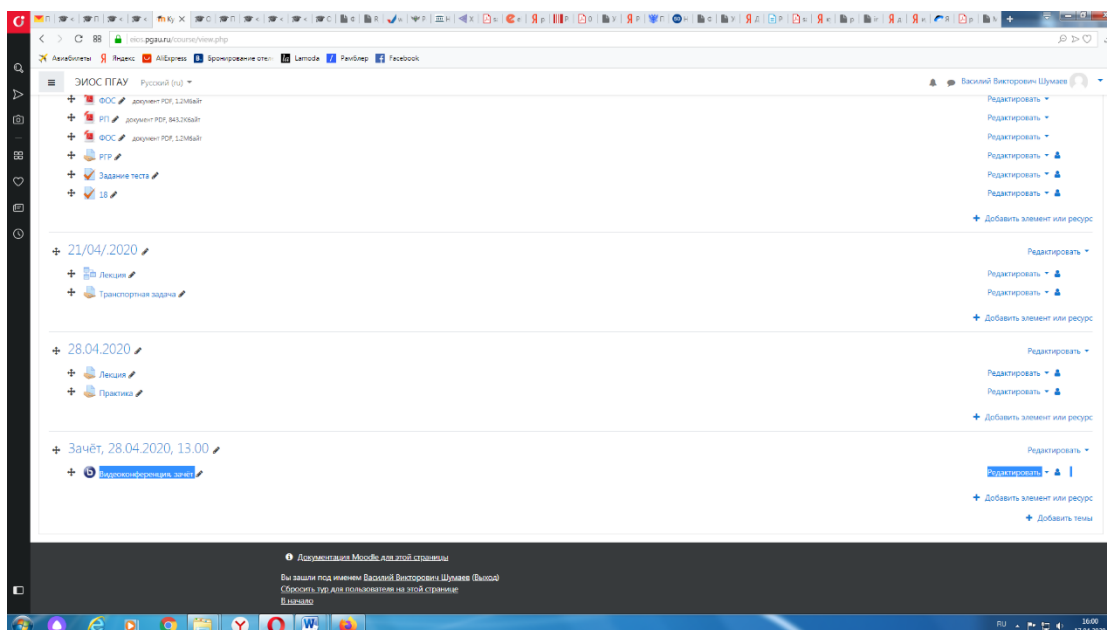 eios.pgau.ru/course/view.php
Авиабилеты Яндекс AliExpress Бронирование отел Lamoda Рамблер Facebook
ЭИОС ПГАУ Русский (ru) Василий Викторович Шумаев
ФОС документ PDF, 1.2Мбайт Редактировать
РП документ PDF, 843.2Кбайт Редактировать
ФОС документ PDF, 1.2Мбайт Редактировать
РГР Редактировать
Задание теста Редактировать
18 Редактировать
+ Добавить элемент или ресурс
21/04/.2020 Редактировать
Лекция Редактировать
Транспортная задача Редактировать
+ Добавить элемент или ресурс
28.04.2020 Редактировать
Лекция Редактировать
Практика Редактировать
+ Добавить элемент или ресурс
Зачёт, 28.04.2020, 13.00 Редактировать
Видеоконференция, зачёт Редактировать
+ Добавить элемент или ресурс
+ Добавить темы
Документация Moodle для этой страницы
Вы зашли под именем Василий Викторович Шумаев (Выход)
Сбросить тур для пользователя на этой странице
В начало
RU 16:00